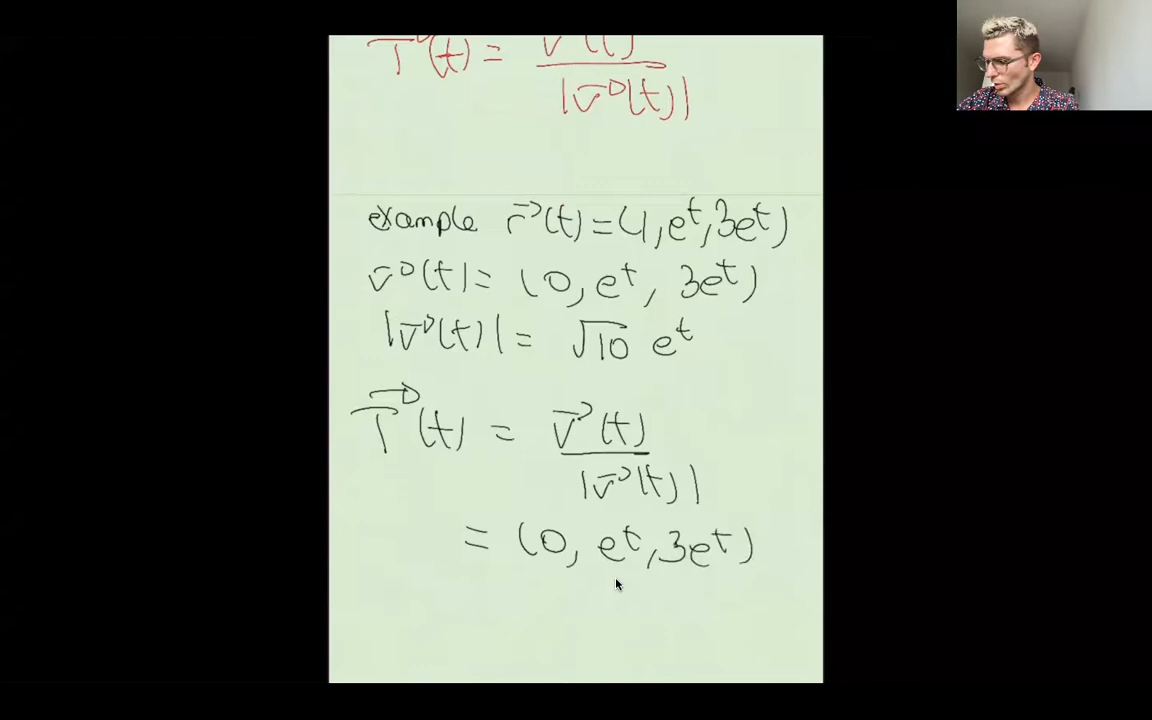 T⃗(t) = v⃗(t) / |v⃗(t)|
example r⃗(t) = (1, e^t, 3e^t)
v⃗(t) = (0, e^t, 3e^t)
|v⃗(t)| = √10 e^t
T⃗(t) = v⃗(t) / |v⃗(t)|
= (0, e^t, 3e^t)